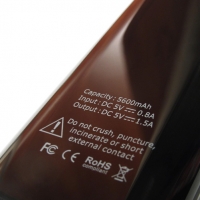 Capacity : 5600mAh
Input : DC 5V ⎓ 0.8A
Output : DC 5V ⎓ 1.5A
Do not crush, puncture,
incinerate or short
external contact
FC CE RoHS
compliant